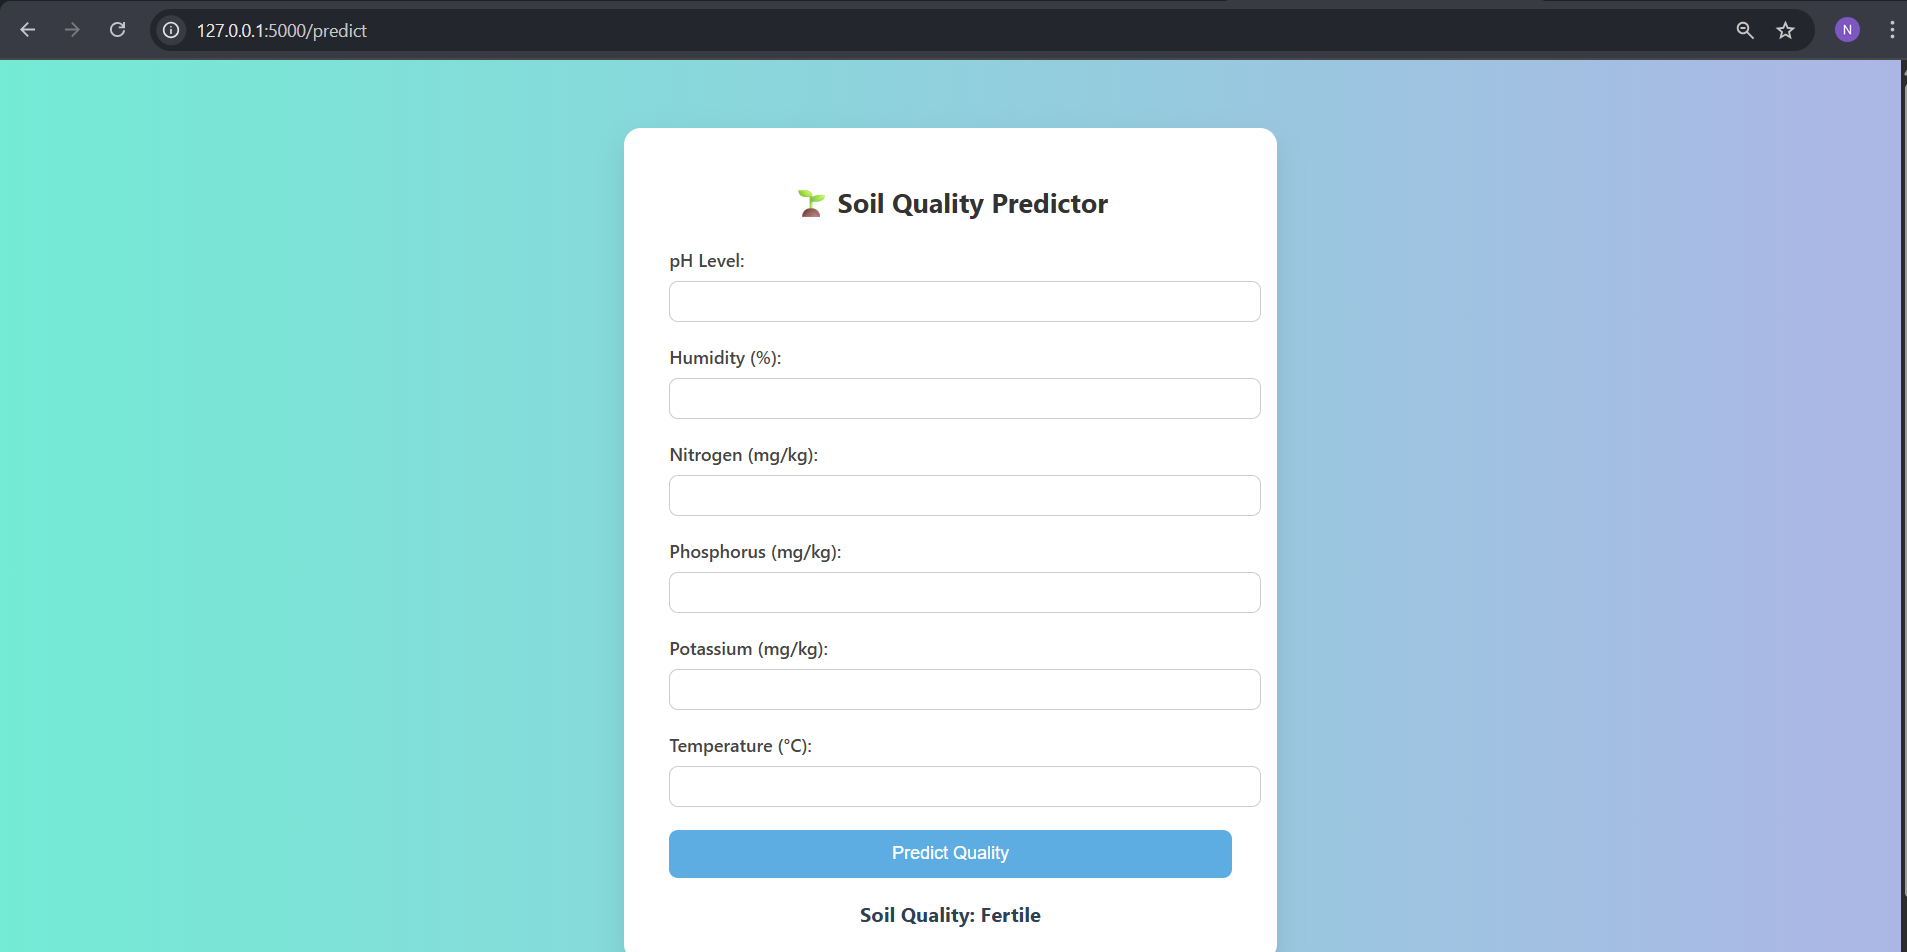 127.0.0.1:5000/predict
N
🌱 Soil Quality Predictor
pH Level:
Humidity (%):
Nitrogen (mg/kg):
Phosphorus (mg/kg):
Potassium (mg/kg):
Temperature (°C):
Predict Quality
Soil Quality: Fertile